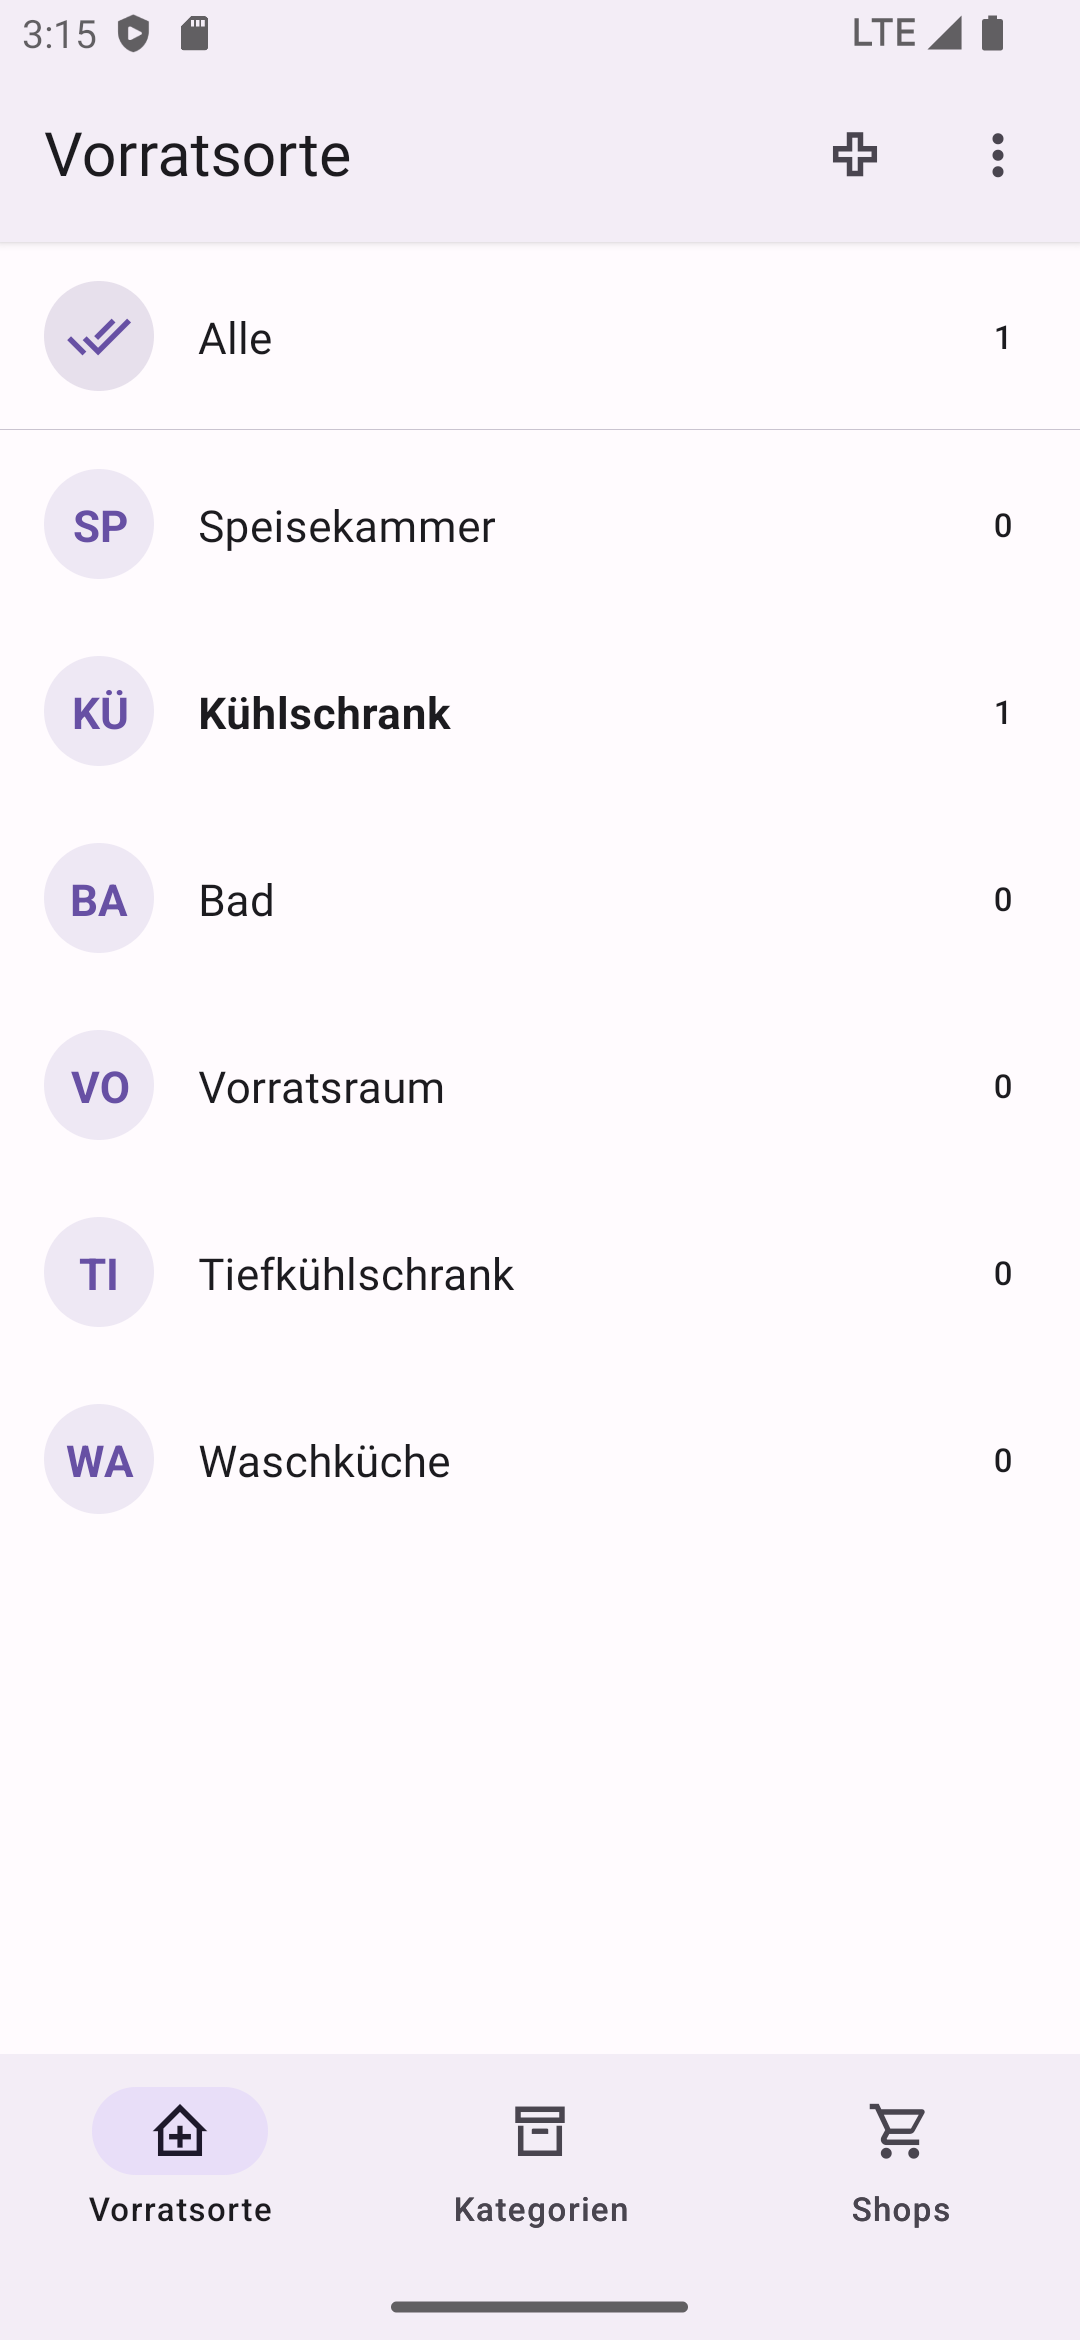 3:15 LTE
Vorratsorte
Alle 1
SP Speisekammer 0
KÜ Kühlschrank 1
BA Bad 0
VO Vorratsraum 0
TI Tiefkühlschrank 0
WA Waschküche 0
Vorratsorte Kategorien Shops